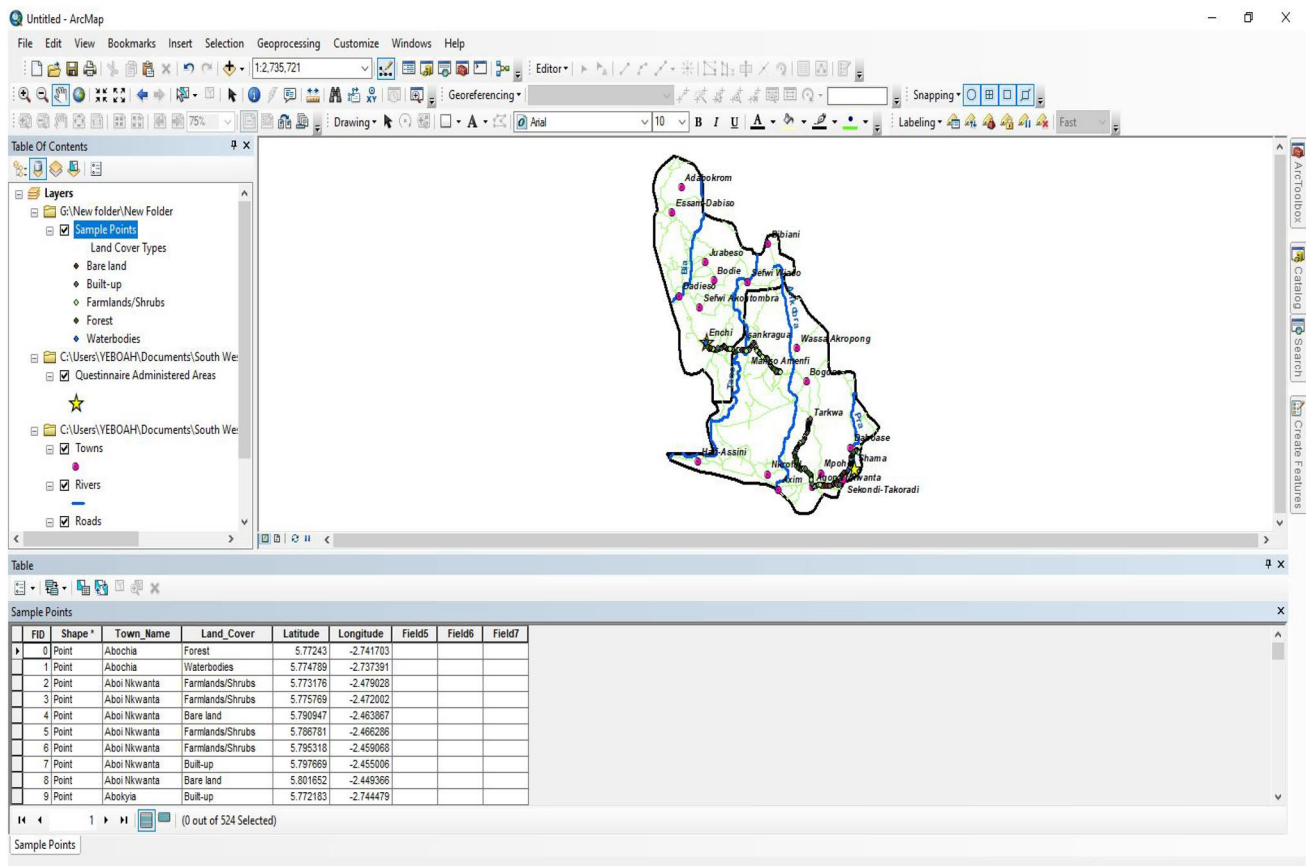 Untitled - ArcMap
File Edit View Bookmarks Insert Selection Geoprocessing Customize Windows Help
1:2,735,721 Editor
Georeferencing Snapping
75% Drawing A Arial 10 B I U A Labeling Fast
Table Of Contents
Layers
G:\New folder\New Folder
Sample Points
Land Cover Types
Bare land
Built-up
Farmlands/Shrubs
Forest
Waterbodies
C:\Users\YEBOAH\Documents\South We
Questinnaire Administered Areas
C:\Users\YEBOAH\Documents\South We
Towns
Rivers
Roads
Adabokrom
Essam-Dabiso
Bibiani
Juabeso
Bia
Bodie
Sefwi Wiaso
Dadieso
Sefwi Akontombra
Ankobra
Enchi
Asankragua
Wassa Akropong
Manso Amenfi
Bogoso
Tarkwa
Pra
Daboase
Half-Assini
Shama
Nkroful
Axim
Agona Nkwanta
Sekondi-Takoradi
ArcToolbox
Catalog
Search
Create Features
Table
Sample Points
FID Shape * Town_Name Land_Cover Latitude Longitude Field5 Field6 Field7
0 Point Abochia Forest 5.77243 -2.741703
1 Point Abochia Waterbodies 5.774789 -2.737391
2 Point Aboi Nkwanta Farmlands/Shrubs 5.773176 -2.479028
3 Point Aboi Nkwanta Farmlands/Shrubs 5.775769 -2.472002
4 Point Aboi Nkwanta Bare land 5.790947 -2.463867
5 Point Aboi Nkwanta Farmlands/Shrubs 5.786781 -2.466286
6 Point Aboi Nkwanta Farmlands/Shrubs 5.795318 -2.459068
7 Point Aboi Nkwanta Built-up 5.797669 -2.455006
8 Point Aboi Nkwanta Bare land 5.801652 -2.449366
9 Point Abokyia Built-up 5.772183 -2.744479
1 (0 out of 524 Selected)
Sample Points